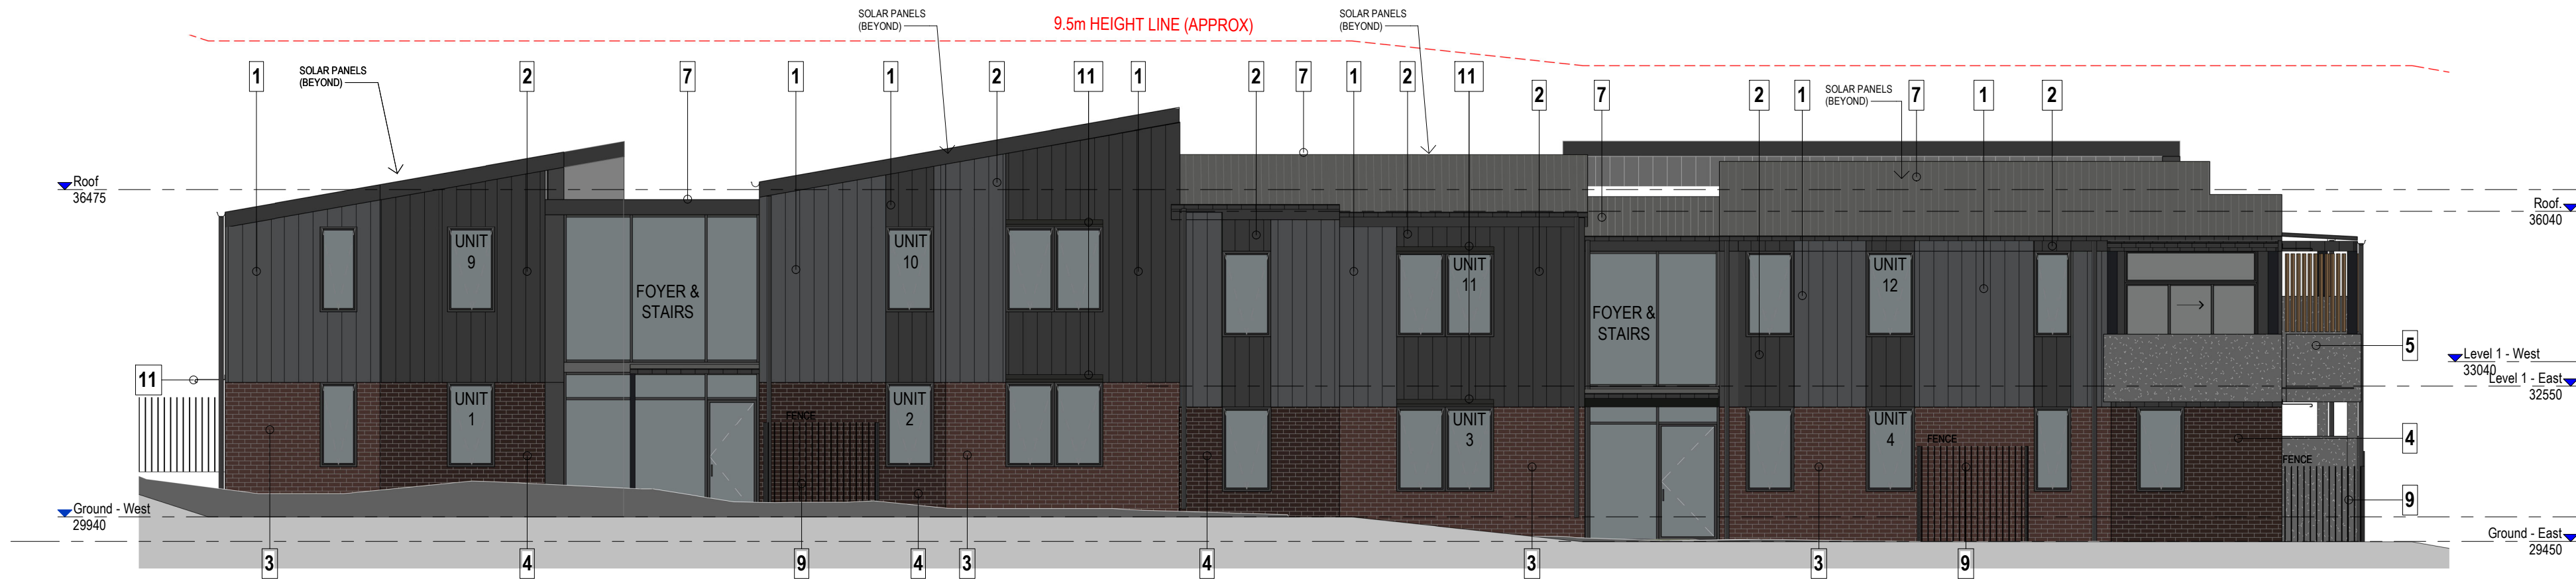 SOLAR PANELS
(BEYOND)
9.5m HEIGHT LINE (APPROX)
SOLAR PANELS
(BEYOND)
SOLAR PANELS
(BEYOND)
1
2
7
1
1
2
11
1
2
7
1
2
11
2
7
2
1
SOLAR PANELS
(BEYOND)
7
1
2
Roof
36475
Roof.
36040
UNIT
9
FOYER &
STAIRS
UNIT
10
UNIT
11
FOYER &
STAIRS
UNIT
12
5
Level 1 - West
33040
Level 1 - East
32550
11
UNIT
1
FENCE
UNIT
2
UNIT
3
UNIT
4
FENCE
4
FENCE
9
Ground - West
29940
Ground - East
29450
3
4
9
4
3
4
3
3
9